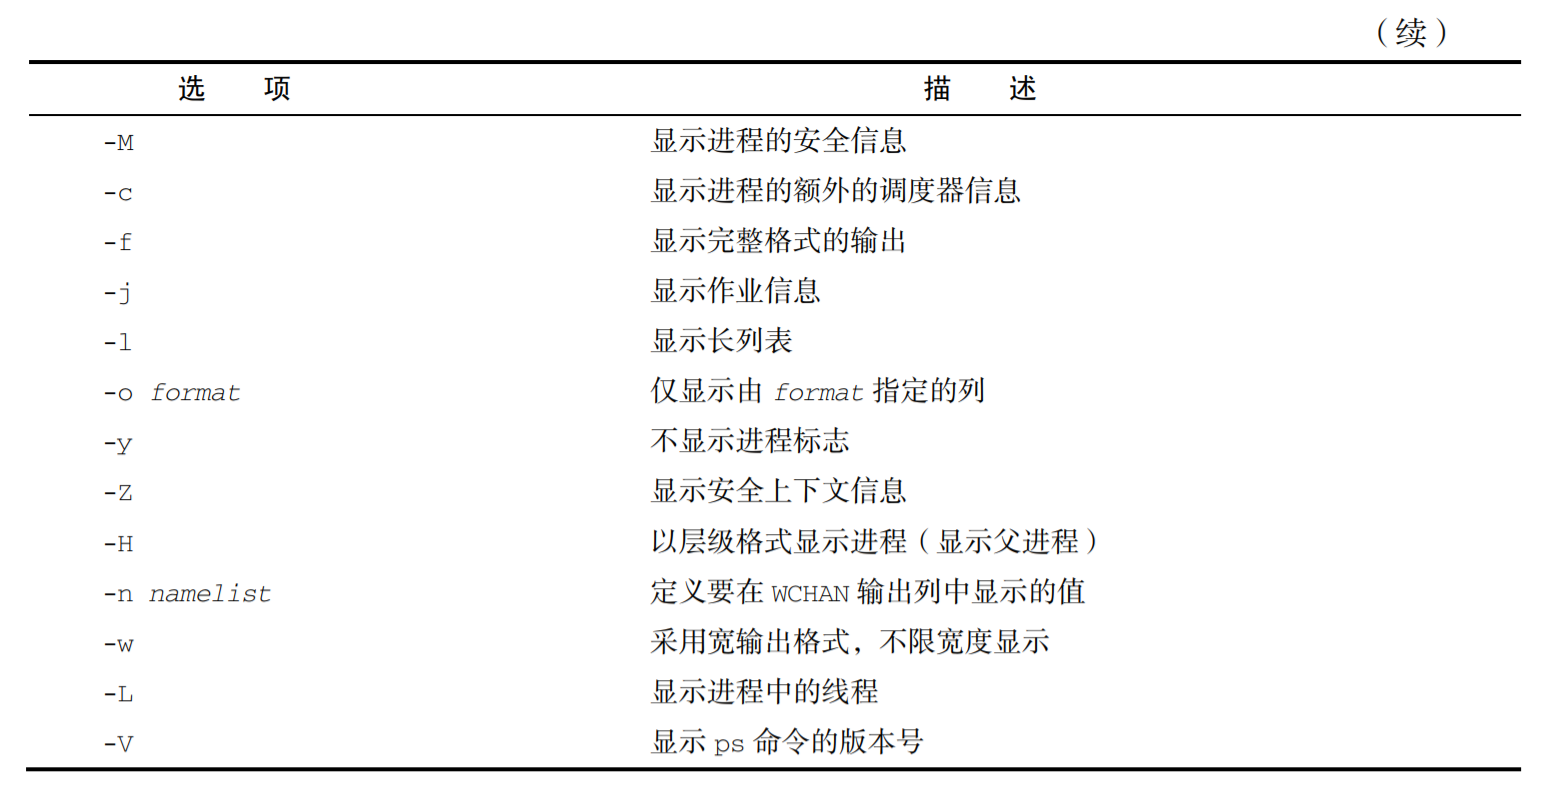 （续）
选 项 描 述
-M 显示进程的安全信息
-c 显示进程的额外的调度器信息
-f 显示完整格式的输出
-j 显示作业信息
-l 显示长列表
-o format 仅显示由 format 指定的列
-y 不显示进程标志
-Z 显示安全上下文信息
-H 以层级格式显示进程（显示父进程）
-n namelist 定义要在 WCHAN 输出列中显示的值
-w 采用宽输出格式，不限宽度显示
-L 显示进程中的线程
-V 显示 ps 命令的版本号